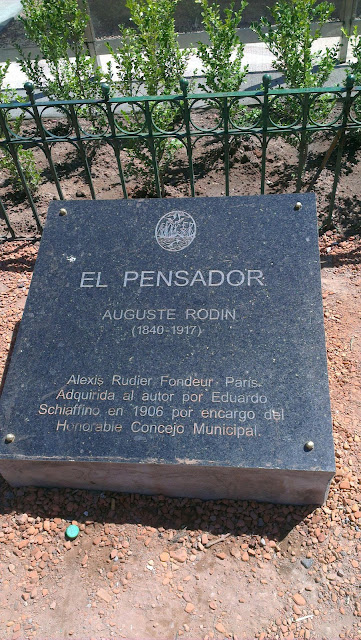 EL PENSADOR
AUGUSTE RODIN
(1840-1917)
Alexis Rudier Fondeur- París.
Adquirida al autor por Eduardo
Schiaffino en 1906 por encargo del
Honorable Concejo Municipal.